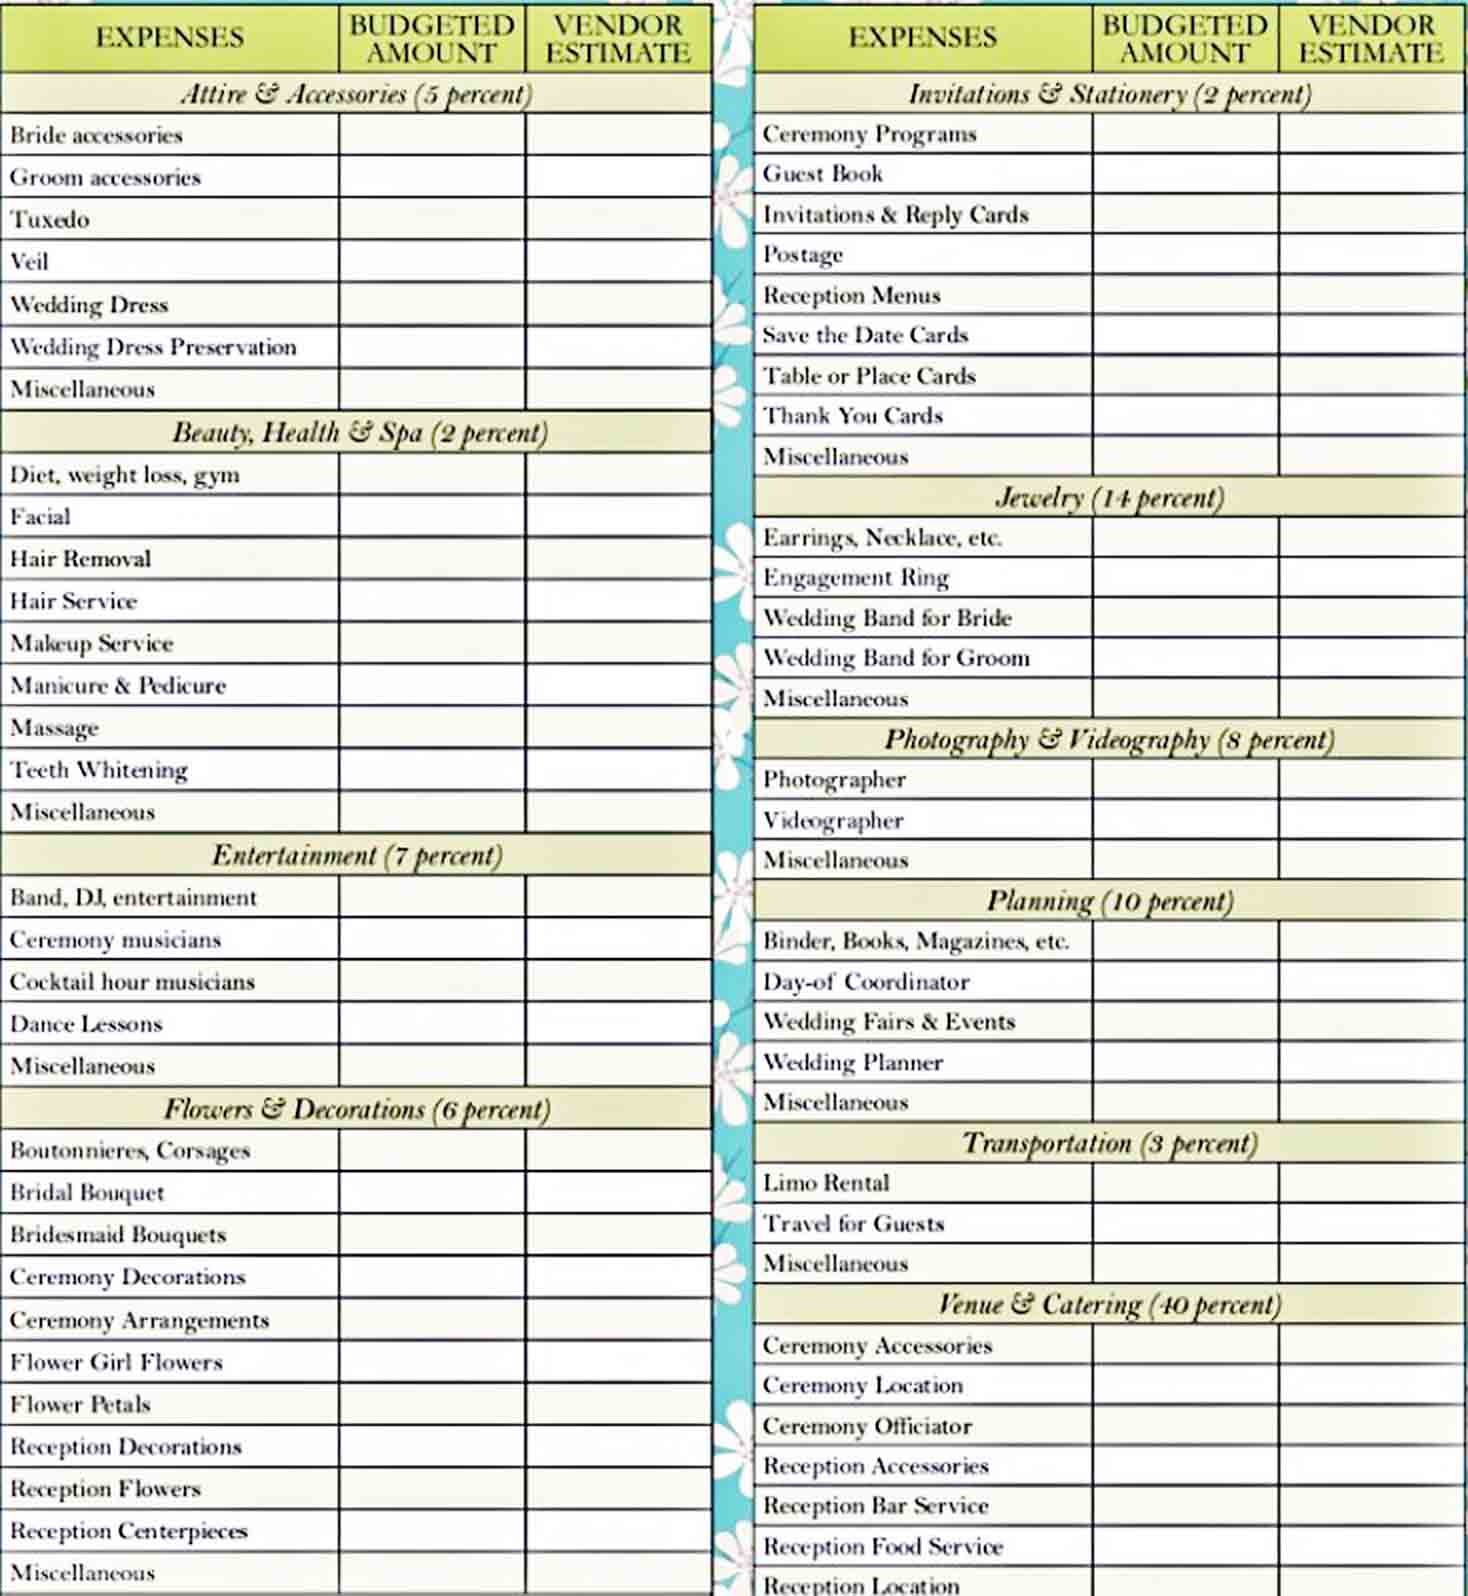 EXPENSES
BUDGETED
AMOUNT
VENDOR
ESTIMATE
Attire & Accessories (5 percent)
Bride accessories
Groom accessories
Tuxedo
Veil
Wedding Dress
Wedding Dress Preservation
Miscellaneous
Beauty, Health & Spa (2 percent)
Diet, weight loss, gym
Facial
Hair Removal
Hair Service
Makeup Service
Manicure & Pedicure
Massage
Teeth Whitening
Miscellaneous
Entertainment (7 percent)
Band, DJ, entertainment
Ceremony musicians
Cocktail hour musicians
Dance Lessons
Miscellaneous
Flowers & Decorations (6 percent)
Boutonnieres, Corsages
Bridal Bouquet
Bridesmaid Bouquets
Ceremony Decorations
Ceremony Arrangements
Flower Girl Flowers
Flower Petals
Reception Decorations
Reception Flowers
Reception Centerpieces
Miscellaneous
EXPENSES
BUDGETED
AMOUNT
VENDOR
ESTIMATE
Invitations & Stationery (2 percent)
Ceremony Programs
Guest Book
Invitations & Reply Cards
Postage
Reception Menus
Save the Date Cards
Table or Place Cards
Thank You Cards
Miscellaneous
Jewelry (14 percent)
Earrings, Necklace, etc.
Engagement Ring
Wedding Band for Bride
Wedding Band for Groom
Miscellaneous
Photography & Videography (8 percent)
Photographer
Videographer
Miscellaneous
Planning (10 percent)
Binder, Books, Magazines, etc.
Day-of Coordinator
Wedding Fairs & Events
Wedding Planner
Miscellaneous
Transportation (3 percent)
Limo Rental
Travel for Guests
Miscellaneous
Venue & Catering (40 percent)
Ceremony Accessories
Ceremony Location
Ceremony Officiator
Reception Accessories
Reception Bar Service
Reception Food Service
Reception Location